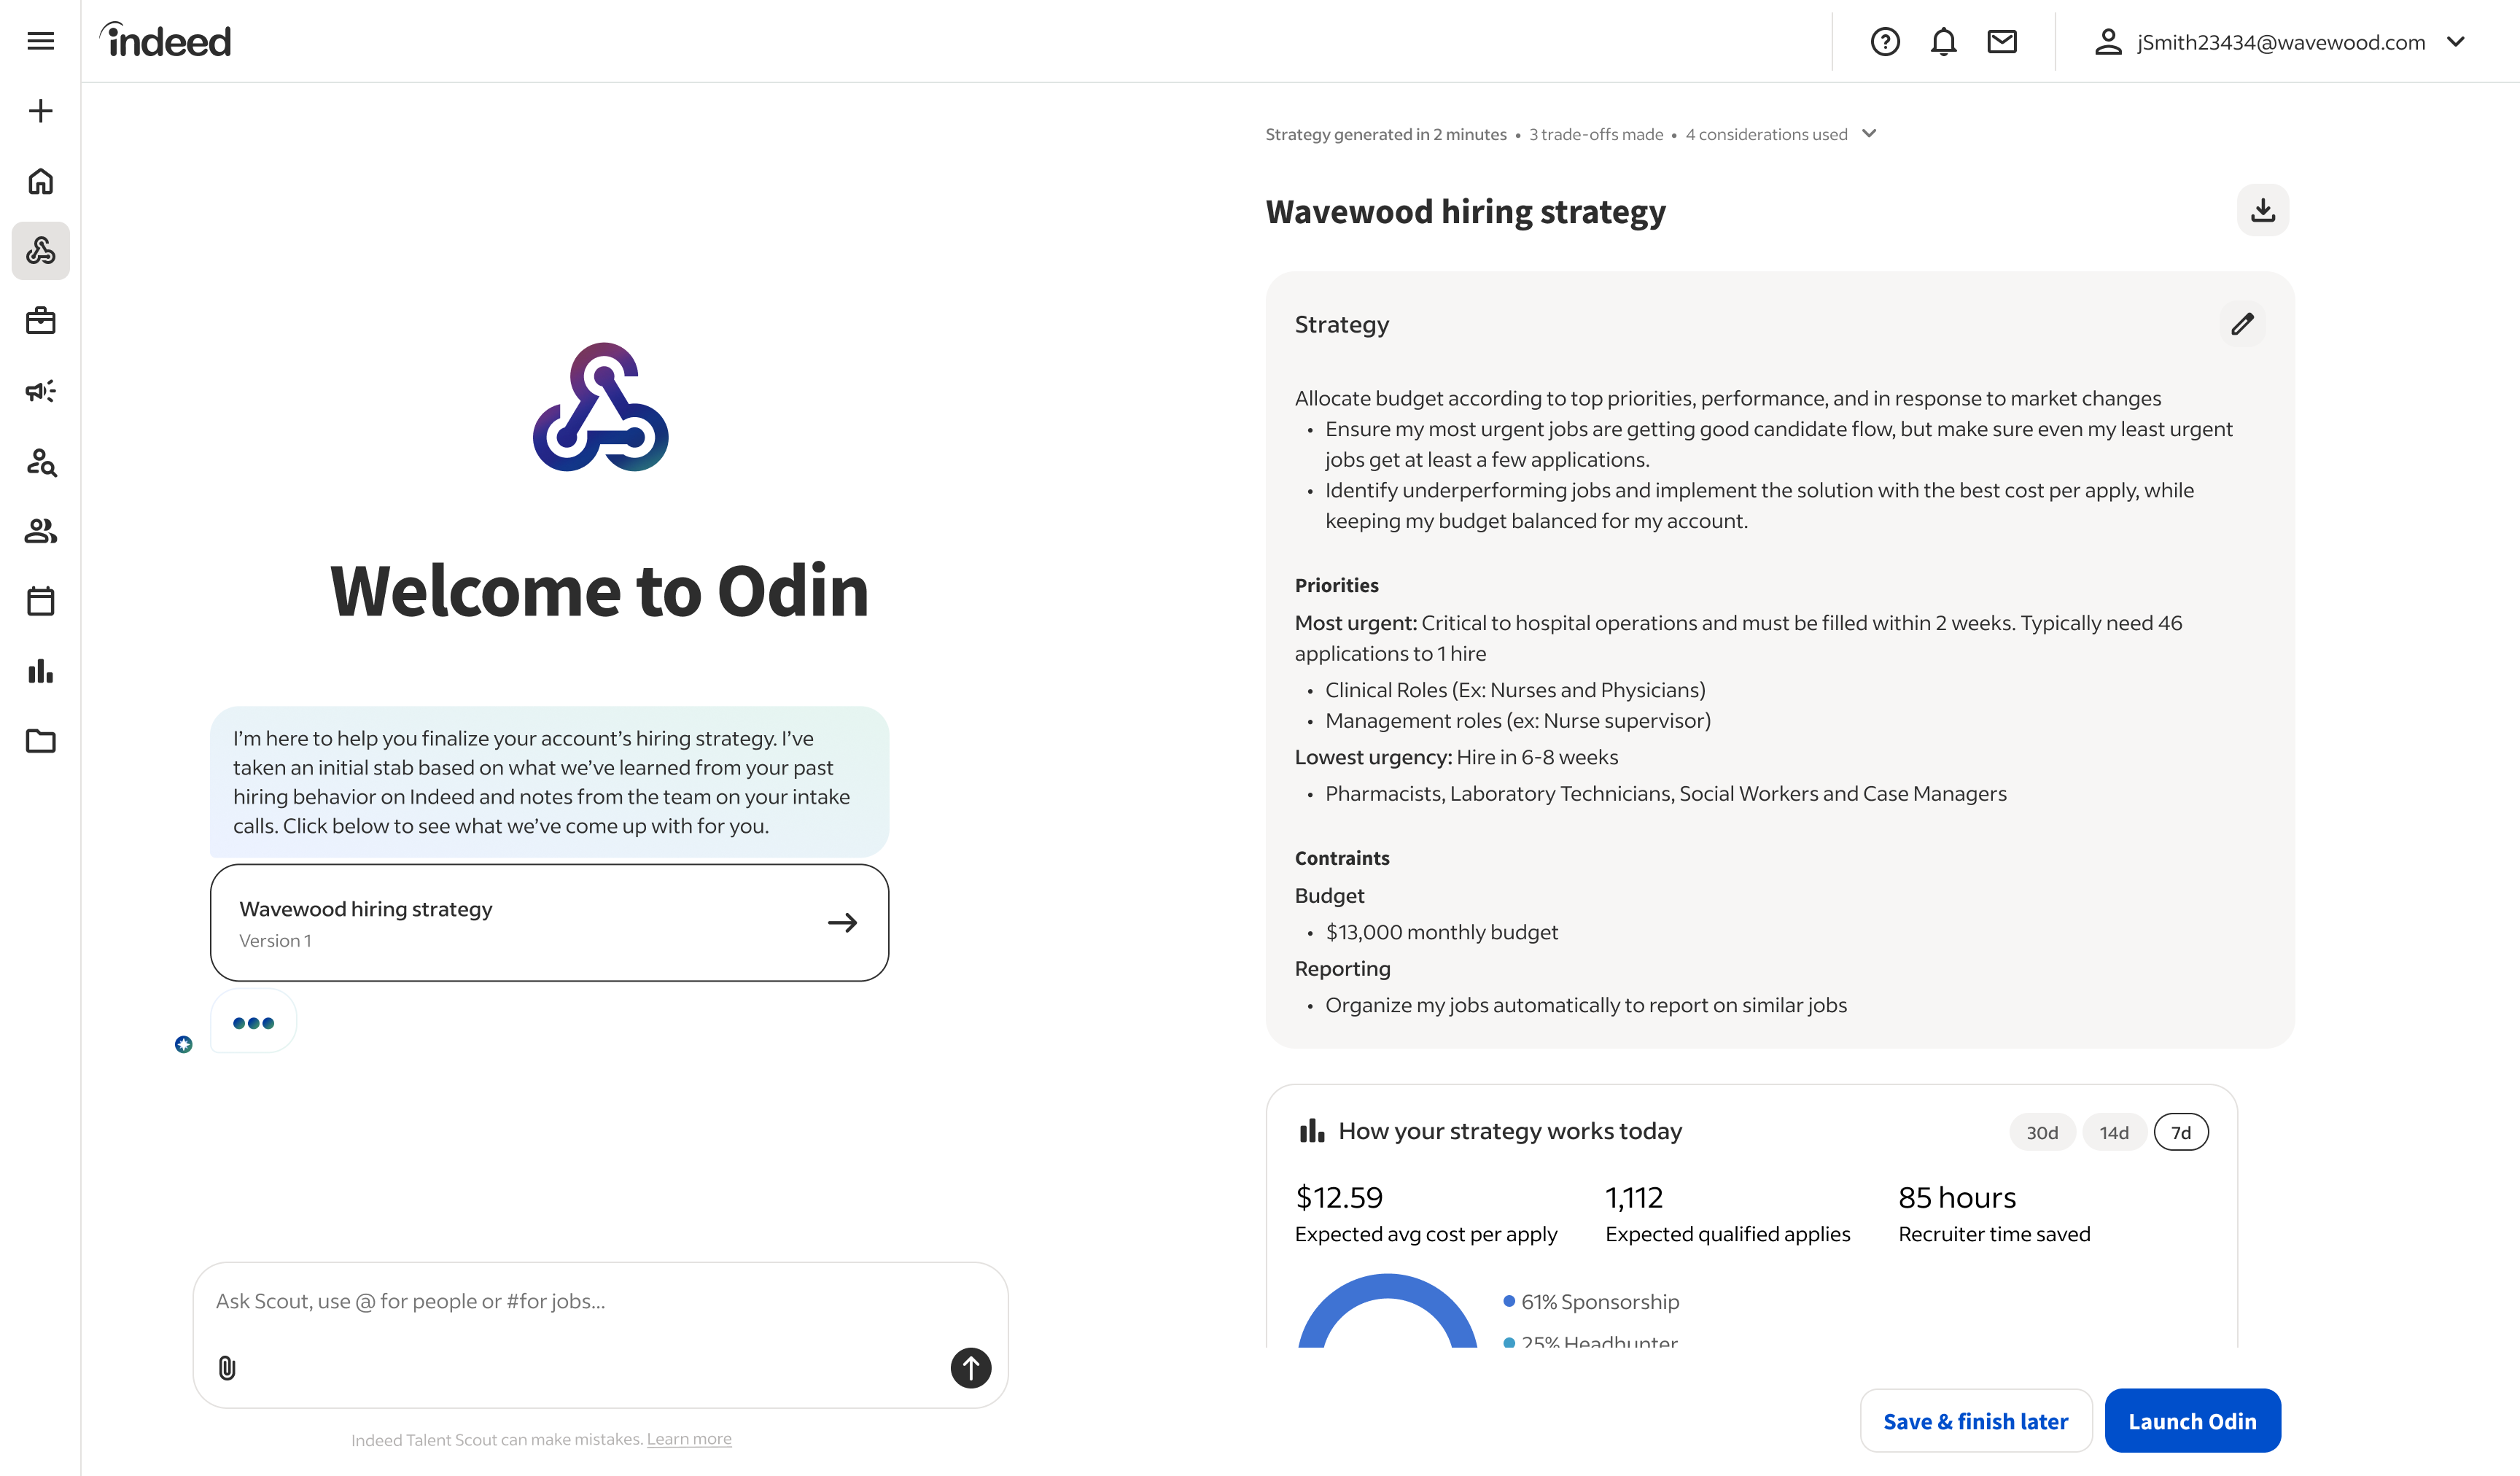 indeed
jSmith23434@wavewood.com
Welcome to Odin
I'm here to help you finalize your account's hiring strategy. I've
taken an initial stab based on what we've learned from your past
hiring behavior on Indeed and notes from the team on your intake
calls. Click below to see what we've come up with for you.
Wavewood hiring strategy
Version 1
Ask Scout, use @ for people or #for jobs...
Indeed Talent Scout can make mistakes. Learn more
Strategy generated in 2 minutes • 3 trade-offs made • 4 considerations used
Wavewood hiring strategy
Strategy
Allocate budget according to top priorities, performance, and in response to market changes
• Ensure my most urgent jobs are getting good candidate flow, but make sure even my least urgent
jobs get at least a few applications.
• Identify underperforming jobs and implement the solution with the best cost per apply, while
keeping my budget balanced for my account.
Priorities
Most urgent: Critical to hospital operations and must be filled within 2 weeks. Typically need 46
applications to 1 hire
• Clinical Roles (Ex: Nurses and Physicians)
• Management roles (ex: Nurse supervisor)
Lowest urgency: Hire in 6-8 weeks
• Pharmacists, Laboratory Technicians, Social Workers and Case Managers
Contraints
Budget
• $13,000 monthly budget
Reporting
• Organize my jobs automatically to report on similar jobs
How your strategy works today
30d 14d 7d
$12.59 1,112 85 hours
Expected avg cost per apply Expected qualified applies Recruiter time saved
61% Sponsorship
25% Headhunter
Save & finish later Launch Odin